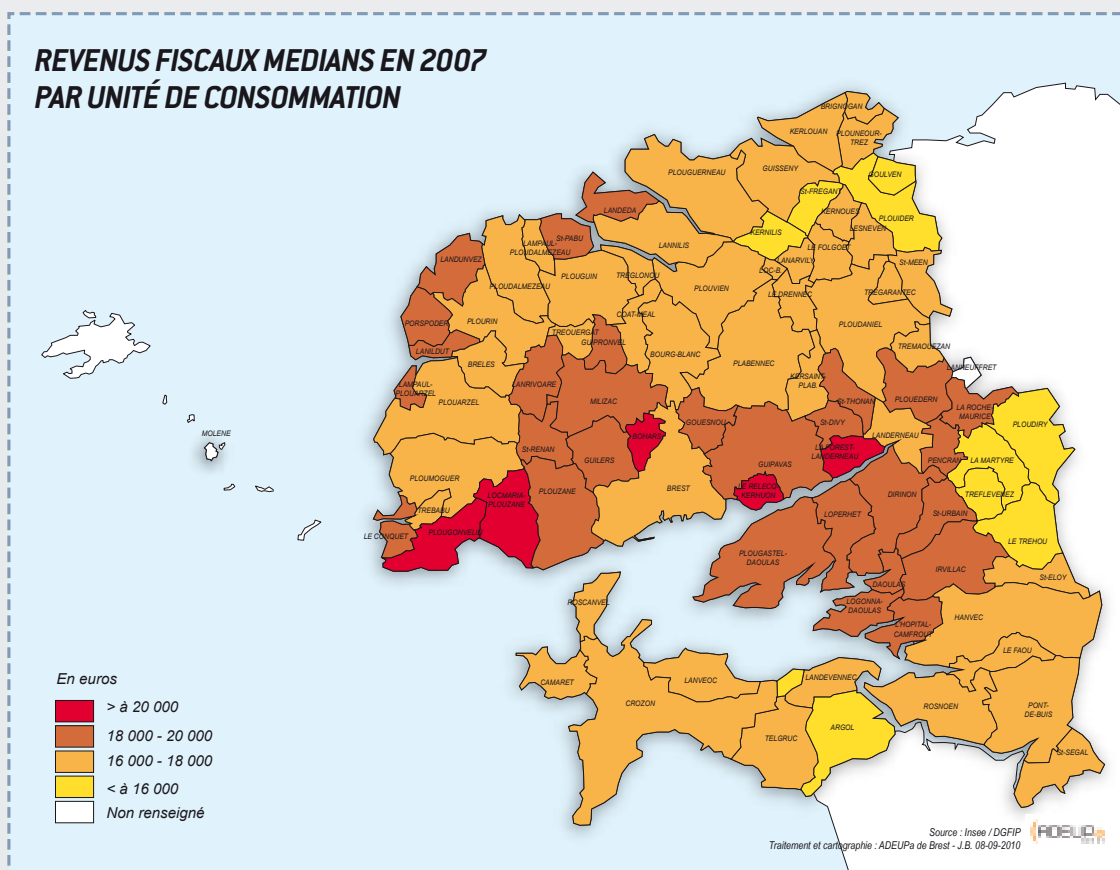 REVENUS FISCAUX MEDIANS EN 2007
PAR UNITÉ DE CONSOMMATION
BRIGNOGAN
KERLOUAN
PLOUNEOUR-
TREZ
GUISSENY
PLOUGUERNEAU
GOULVEN
St-FREGANT
LANDEDA
KERNOUES
PLOUIDER
LESNEVEN
KERNILIS
St-PABU
LAMPAUL-
PLOUDALMEZEAU
LANNILIS
LE FOLGOET
LANDUNVEZ
LANARVILY
St-MEEN
LOC-B.
PLOUGUIN
TREGLONOU
PLOUDALMEZEAU
PLOUVIEN
LE DRENNEC
TREGARANTEC
COAT-MEAL
PORSPODER
PLOURIN
PLOUDANIEL
TREOUERGAT
GUIPRONVEL
TREMAOUEZAN
LANILDUT
BOURG-BLANC
BRELES
PLABENNEC
LANNEUFFRET
LAMPAUL-
PLOUARZEL
LANRIVOARE
KERSAINT-
PLAB.
PLOUARZEL
MILIZAC
St-THONAN
PLOUEDERN
LA ROCHE-
MAURICE
GOUESNOU
St-DIVY
PLOUDIRY
MOLENE
BOHARS
LANDERNEAU
St-RENAN
LA FOREST-
LANDERNEAU
GUILERS
GUIPAVAS
PENCRAN
LA MARTYRE
PLOUMOGUER
BREST
LE RELECQ-
KERHUON
DIRINON
TREFLEVENEZ
LOCMARIA-
PLOUZANE
PLOUZANE
TREBABU
LOPERHET
St-URBAIN
LE CONQUET
PLOUGONVELIN
LE TREHOU
PLOUGASTEL-
DAOULAS
IRVILLAC
St-ELOY
DAOULAS
ROSCANVEL
LOGONNA-
DAOULAS
HANVEC
L'HOPITAL-
CAMFROUT
LE FAOU
CAMARET
LANVEOC
LANDEVENNEC
CROZON
ROSNOEN
PONT-
DE-BUIS
ARGOL
TELGRUC
St-SEGAL
En euros
> à 20 000
18 000 - 20 000
16 000 - 18 000
< à 16 000
Non renseigné
Source : Insee / DGFIP
Traitement et cartographie : ADEUPa de Brest - J.B. 08-09-2010